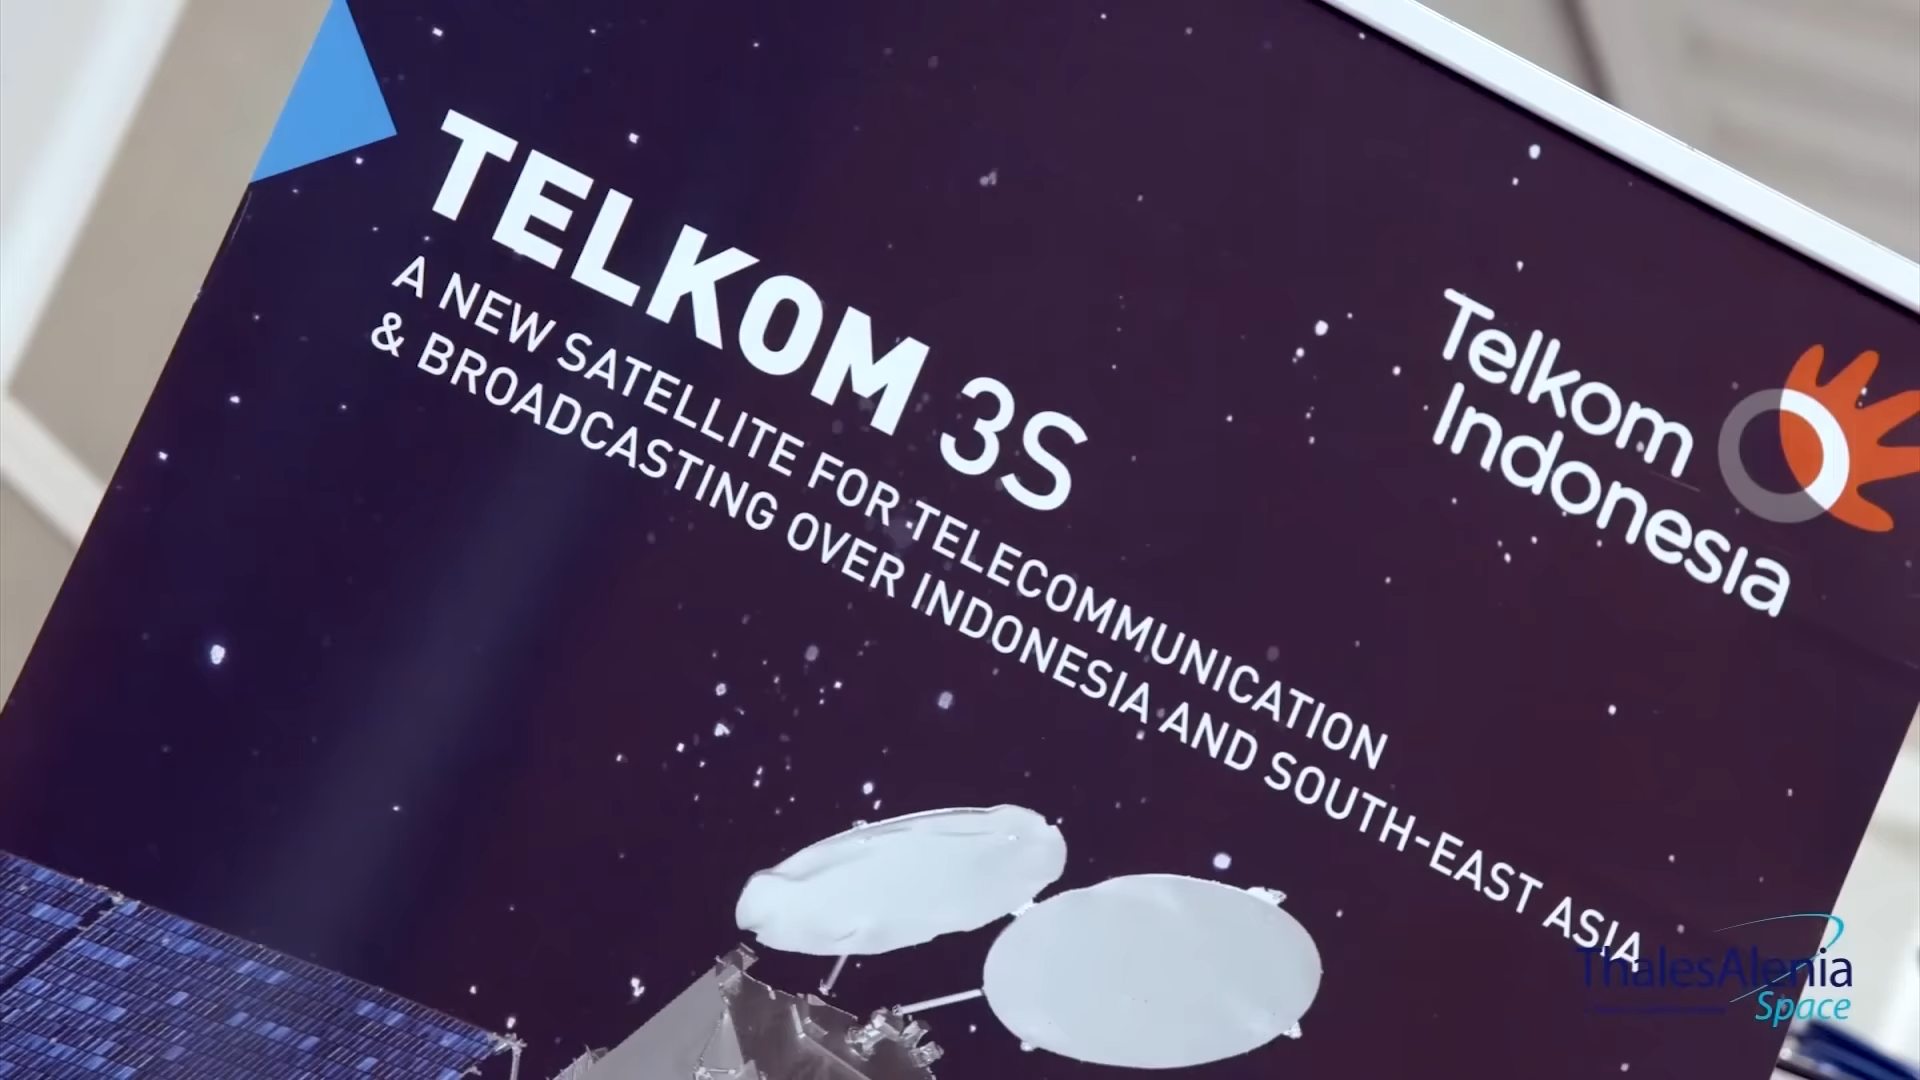 TELKOM 3S
A NEW SATELLITE FOR TELECOMMUNICATION
& BROADCASTING OVER INDONESIA AND SOUTH-EAST ASIA
Telkom
Indonesia
ThalesAlenia
Space